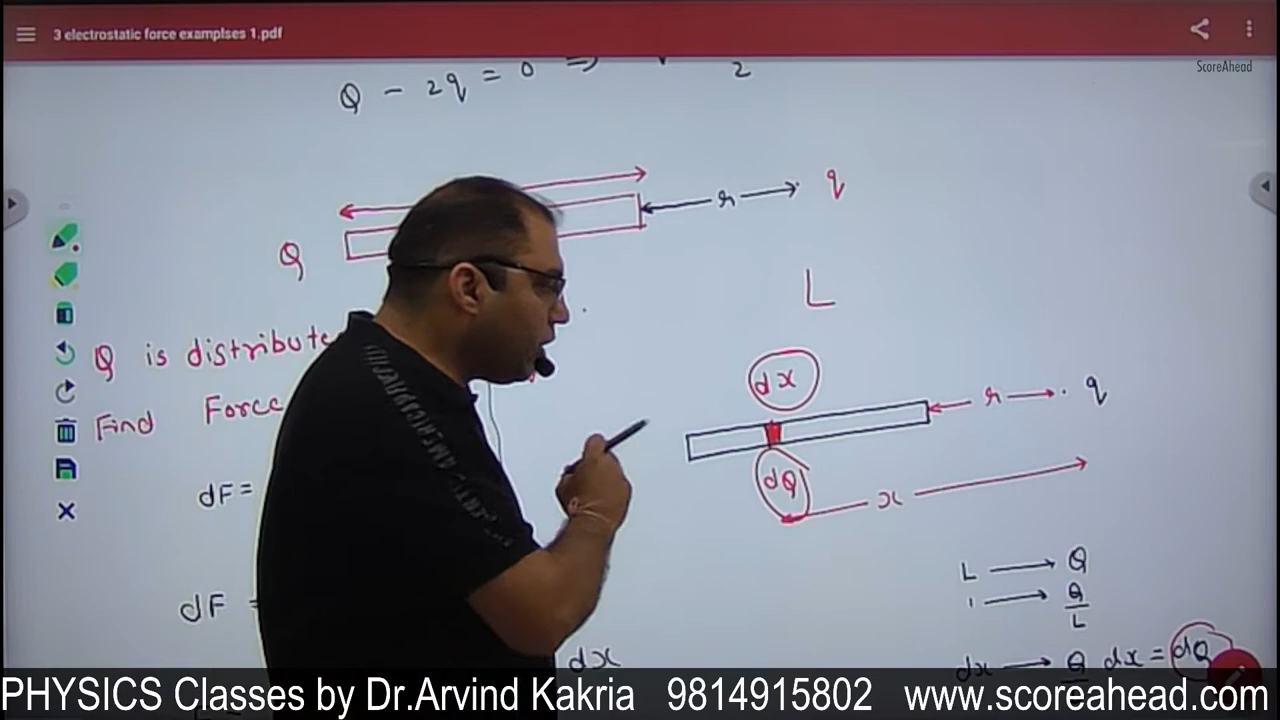 3 electrostatic force examplses 1.pdf
ScoreAhead
Q - 2q = 0 ⇒
2
r
q
Q
L
Q is distribute
Find Force
dx
r
q
dQ
x
dF =
L → Q
1 → Q/L
dF =
dx
dx → Q dx = dQ
PHYSICS Classes by Dr.Arvind Kakria 9814915802 www.scoreahead.com